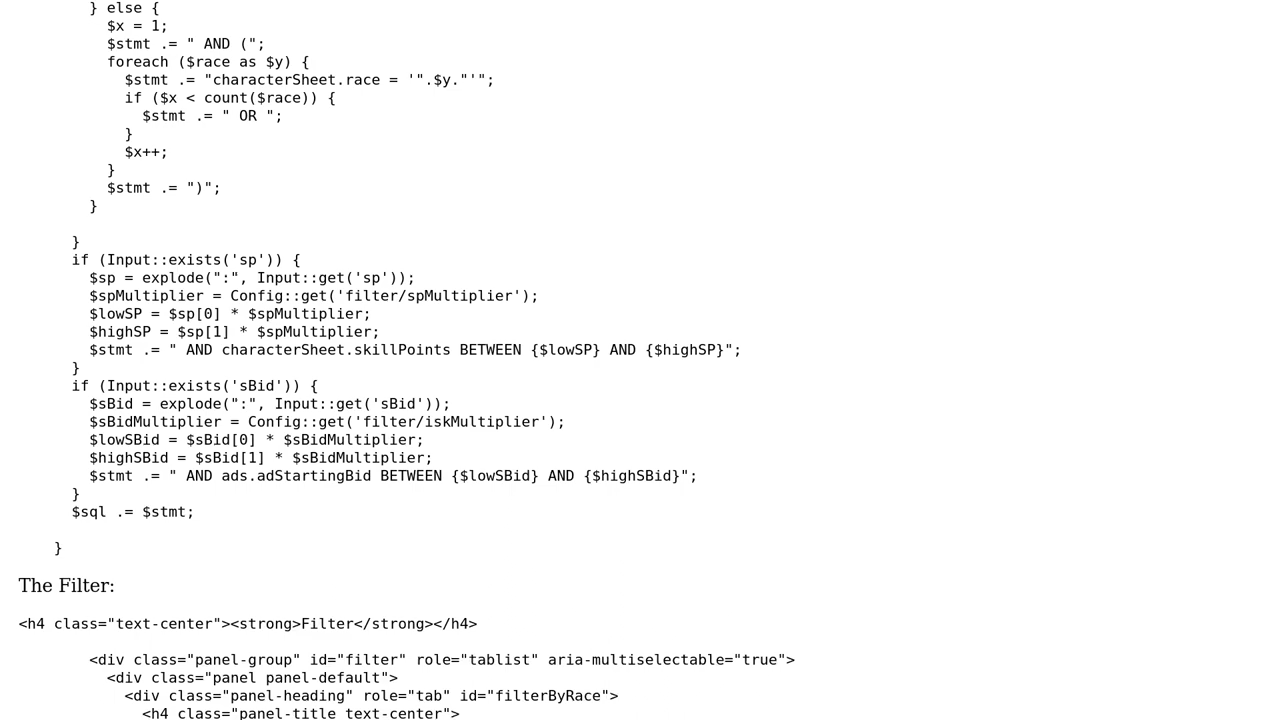 } else {
$x = 1;
$stmt .= " AND (";
foreach ($race as $y) {
$stmt .= "characterSheet.race = '".$y."'";
if ($x < count($race)) {
$stmt .= " OR ";
}
$x++;
}
$stmt .= ")";
}
}
if (Input::exists('sp')) {
$sp = explode(":", Input::get('sp'));
$spMultiplier = Config::get('filter/spMultiplier');
$lowSP = $sp[0] * $spMultiplier;
$highSP = $sp[1] * $spMultiplier;
$stmt .= " AND characterSheet.skillPoints BETWEEN {$lowSP} AND {$highSP}";
}
if (Input::exists('sBid')) {
$sBid = explode(":", Input::get('sBid'));
$sBidMultiplier = Config::get('filter/iskMultiplier');
$lowSBid = $sBid[0] * $sBidMultiplier;
$highSBid = $sBid[1] * $sBidMultiplier;
$stmt .= " AND ads.adStartingBid BETWEEN {$lowSBid} AND {$highSBid}";
}
$sql .= $stmt;
}
The Filter:
<h4 class="text-center"><strong>Filter</strong></h4>
<div class="panel-group" id="filter" role="tablist" aria-multiselectable="true">
<div class="panel panel-default">
<div class="panel-heading" role="tab" id="filterByRace">
<h4 class="panel-title text-center">